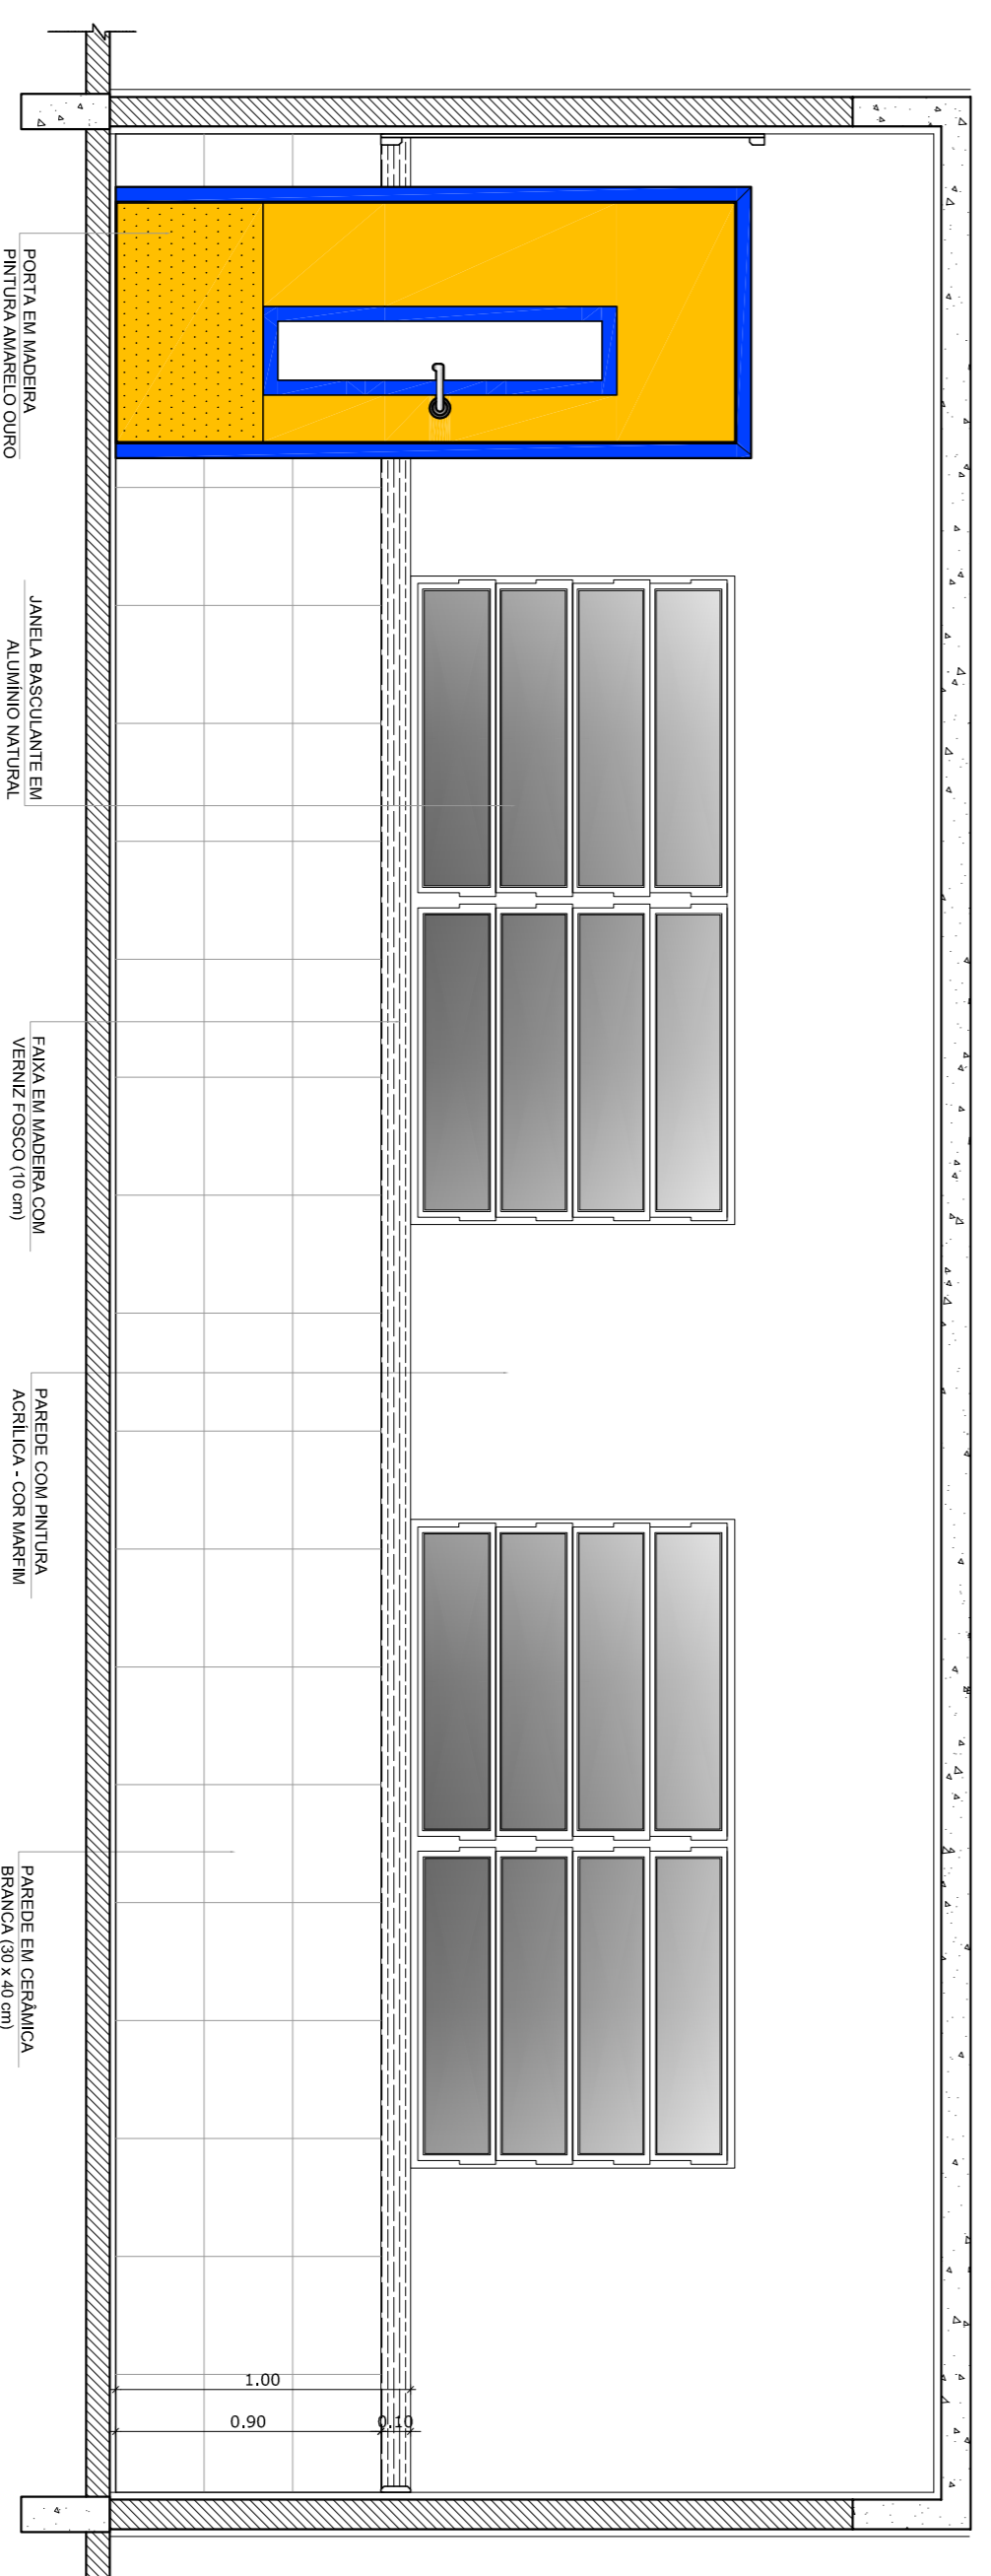 PORTA EM MADEIRA
PINTURA AMARELO OURO
JANELA BASCULANTE EM
ALUMÍNIO NATURAL
FAIXA EM MADEIRA COM
VERNIZ FOSCO (10 cm)
PAREDE COM PINTURA
ACRÍLICA - COR MARFIM
PAREDE EM CERÂMICA
BRANCA (30 x 40 cm)
1.00
0.90
0.10